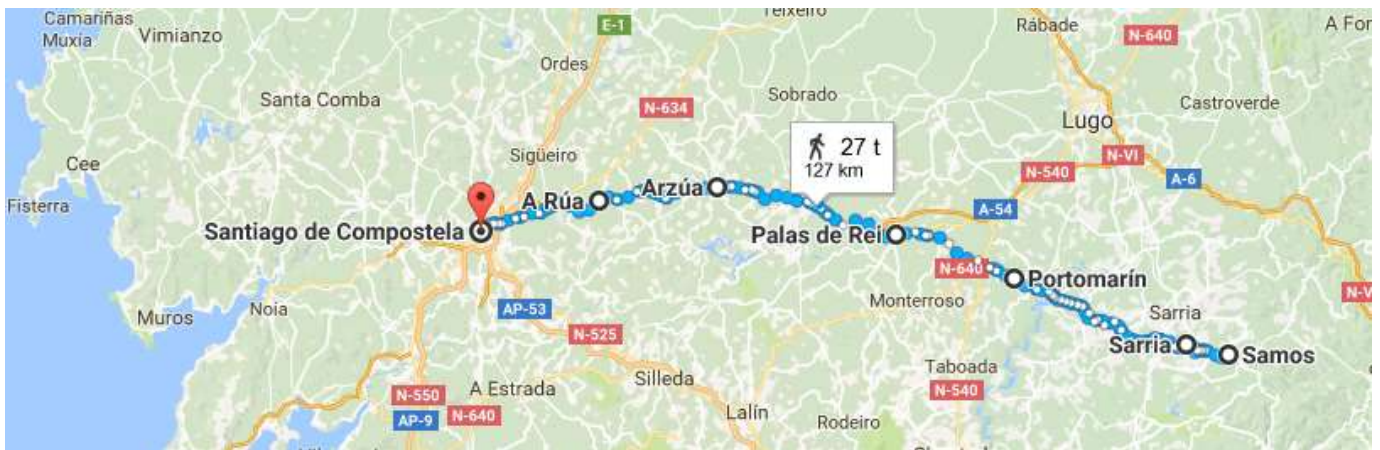 Camariñas
Muxía
Vimianzo
E-1
Teixeiro
Rábade
N-640
A For
Ordes
Santa Comba
N-634
Sobrado
Castroverde
Lugo
27 t
127 km
Cee
Sigüeiro
N-VI
N-540
A-6
Fisterra
A Rúa
Arzúa
A-54
Santiago de Compostela
Palas de Rei
N-640
Portomarín
N-V
Noia
Muros
AP-53
Monterroso
Sarria
N-525
Sarria
Samos
Taboada
N-540
Silleda
A Estrada
N-550
AP-9
N-640
Lalín
Rodeiro